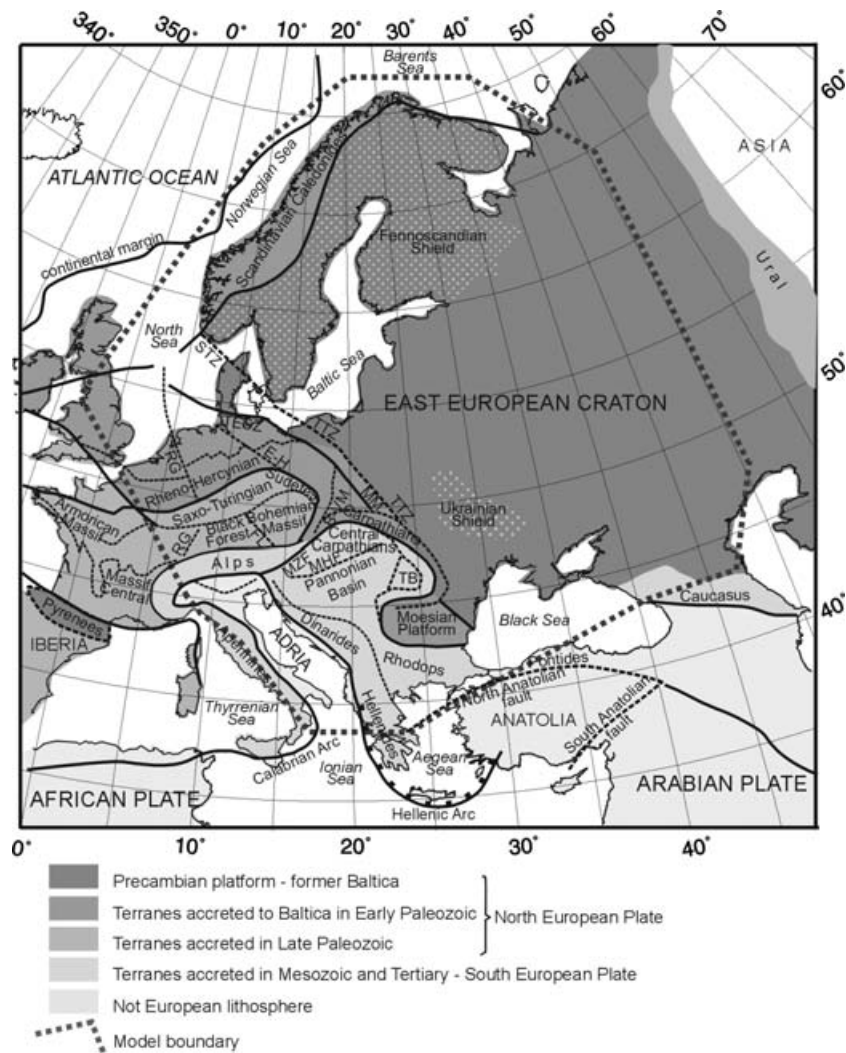 340° 350° 0° 10° 20° 30° 40° 50° 60° 70°
Barents
Sea
60°
ASIA
ATLANTIC OCEAN
Norwegian Sea
Scandinavian Caledonides
continental margin
Fennoscandian
Shield
Ural
North
Sea
STZ
Baltic Sea
50°
EAST EUROPEAN CRATON
TESZ
TTZ
RG
E-H
Rheno-Hercynian
Sudetes
Saxo-Turingian
Ukrainian
Shield
Armorican
Massif
Black
Forest
Bohemian
Massif
RG
Carpathians
Central
Carpathians
MZF
MHF
Alps
Pannonian
Basin
TB
Massif
Central
Caucasus
40°
Pyrenees
Moesian
Platform
Black Sea
IBERIA
ADRIA
Dinarides
Rhodops
Apennines
Pontides
North Anatolian
fault
Thyrrenian
Sea
Hellenides
ANATOLIA
South Anatolian
fault
Aegean
Sea
Calabrian Arc
Ionian
Sea
AFRICAN PLATE
ARABIAN PLATE
Hellenic Arc
0° 10° 20° 30° 40°
Precambian platform - former Baltica
Terranes accreted to Baltica in Early Paleozoic
North European Plate
Terranes accreted in Late Paleozoic
Terranes accreted in Mesozoic and Tertiary - South European Plate
Not European lithosphere
Model boundary